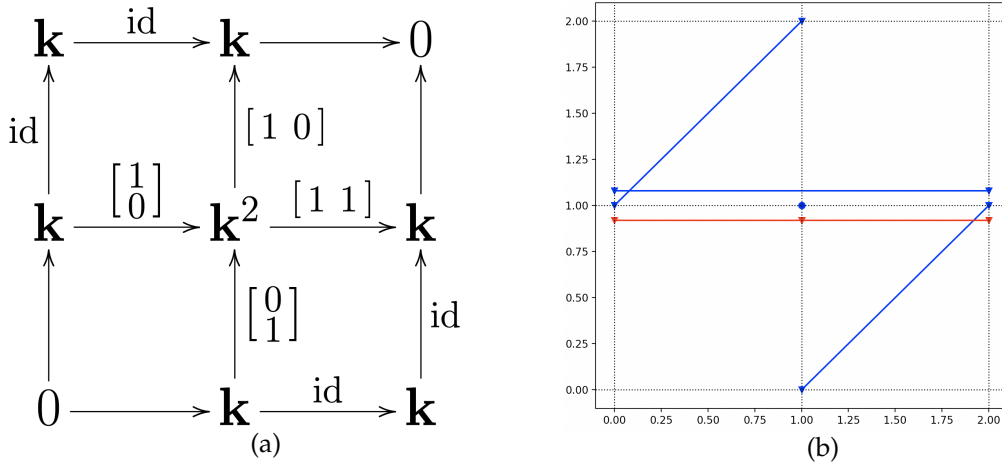 k id k 0
id [1 0]
[1 0] [1 1]
k k² k
[0 1] id
0 k id k
(a)
2.00
1.75
1.50
1.25
1.00
0.75
0.50
0.25
0.00
0.00 0.25 0.50 0.75 1.00 1.25 1.50 1.75 2.00
(b)